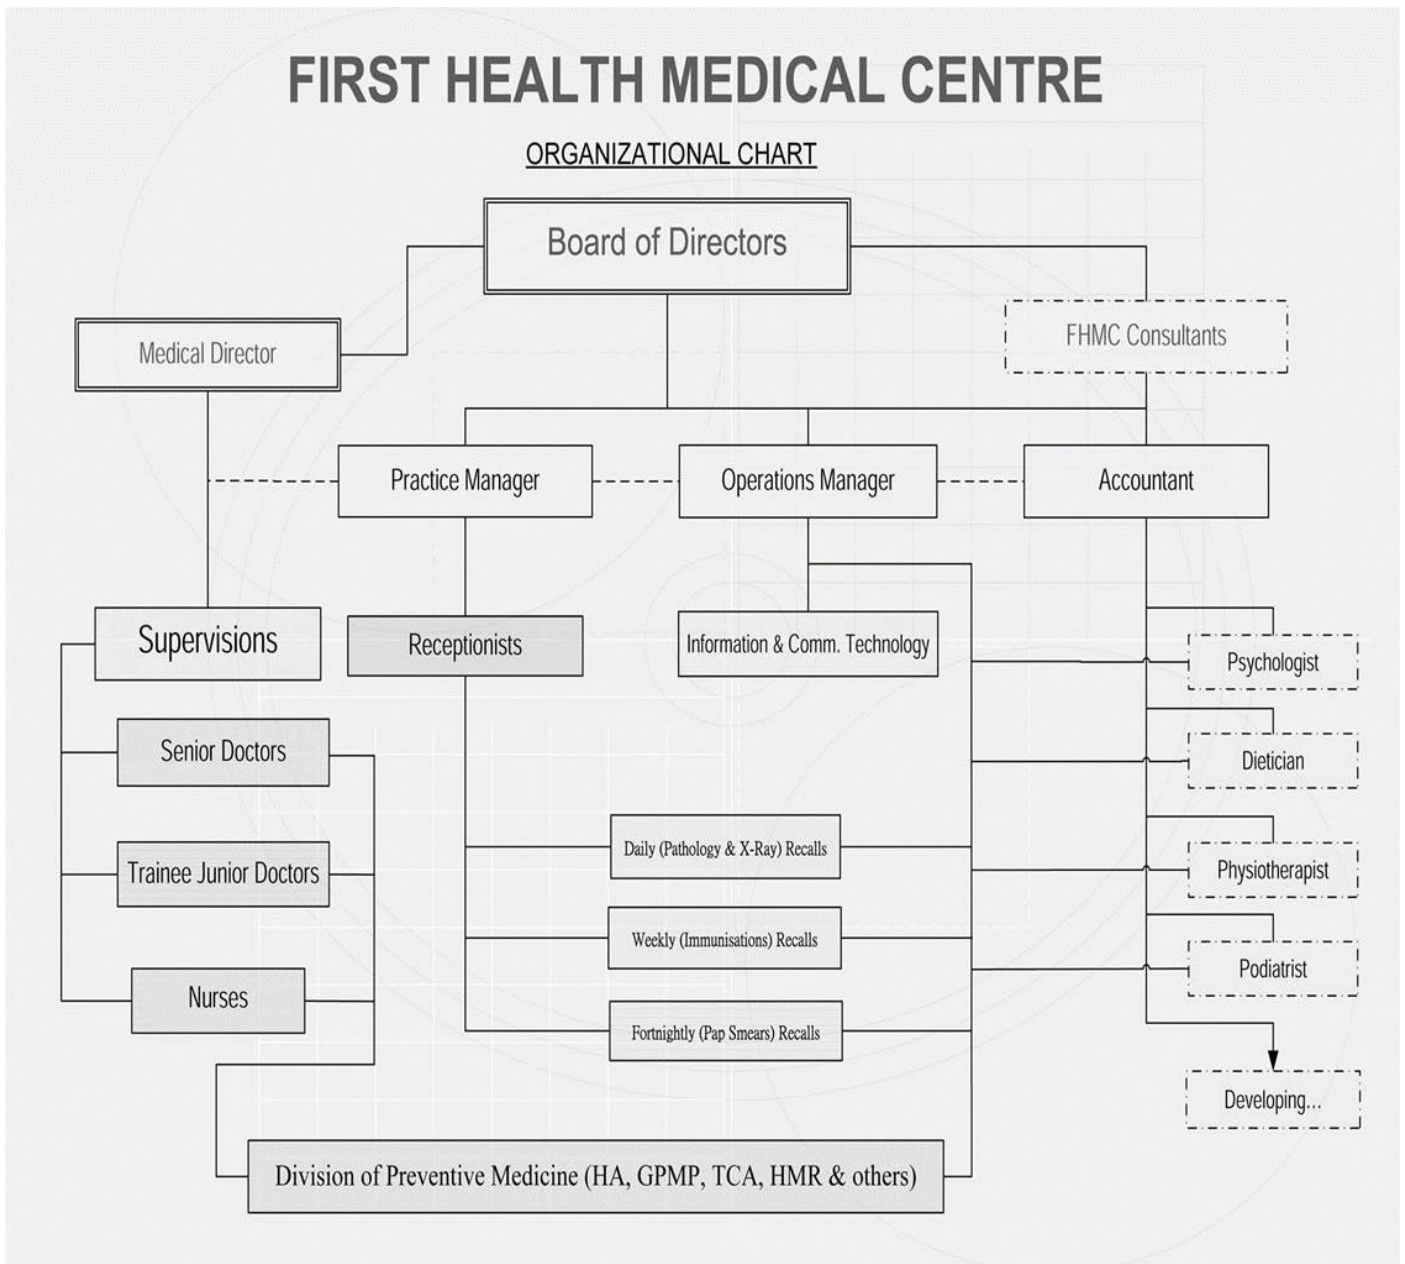 FIRST HEALTH MEDICAL CENTRE
ORGANIZATIONAL CHART
Board of Directors
Medical Director
FHMC Consultants
Practice Manager
Operations Manager
Accountant
Supervisions
Receptionists
Information & Comm. Technology
Psychologist
Senior Doctors
Dietician
Daily (Pathology & X-Ray) Recalls
Trainee Junior Doctors
Physiotherapist
Weekly (Immunisations) Recalls
Podiatrist
Nurses
Fortnightly (Pap Smears) Recalls
Developing...
Division of Preventive Medicine (HA, GPMP, TCA, HMR & others)